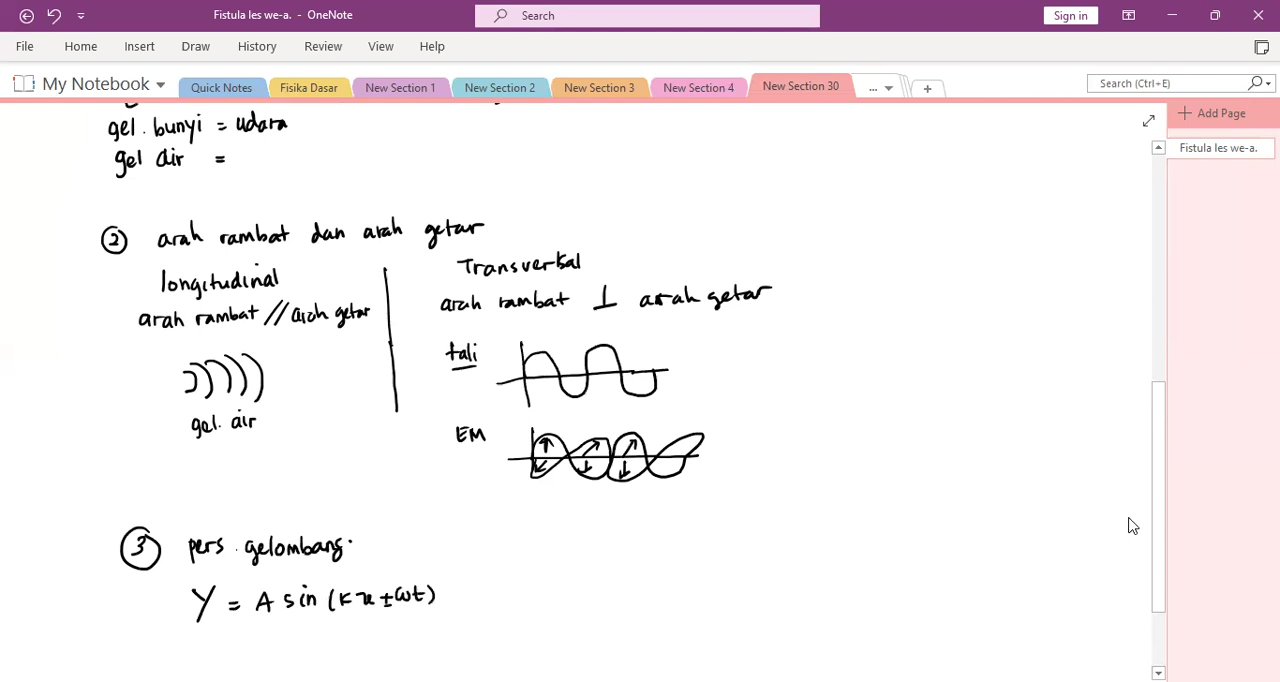 Fistula les we-a. - OneNote
Search
Sign in
File Home Insert Draw History Review View Help
My Notebook
Quick Notes Fisika Dasar New Section 1 New Section 2 New Section 3 New Section 4 New Section 30 ...
Search (Ctrl+E)
Add Page
Fistula les we-a.
gel. bunyi = udara
gel air =
② arah rambat dan arah getar
longitudinal
arah rambat // arah getar
gel. air
Transversal
arah rambat ⊥ arah getar
tali
EM
③ pers. gelombang.
Y = A sin (Kx ± ωt)